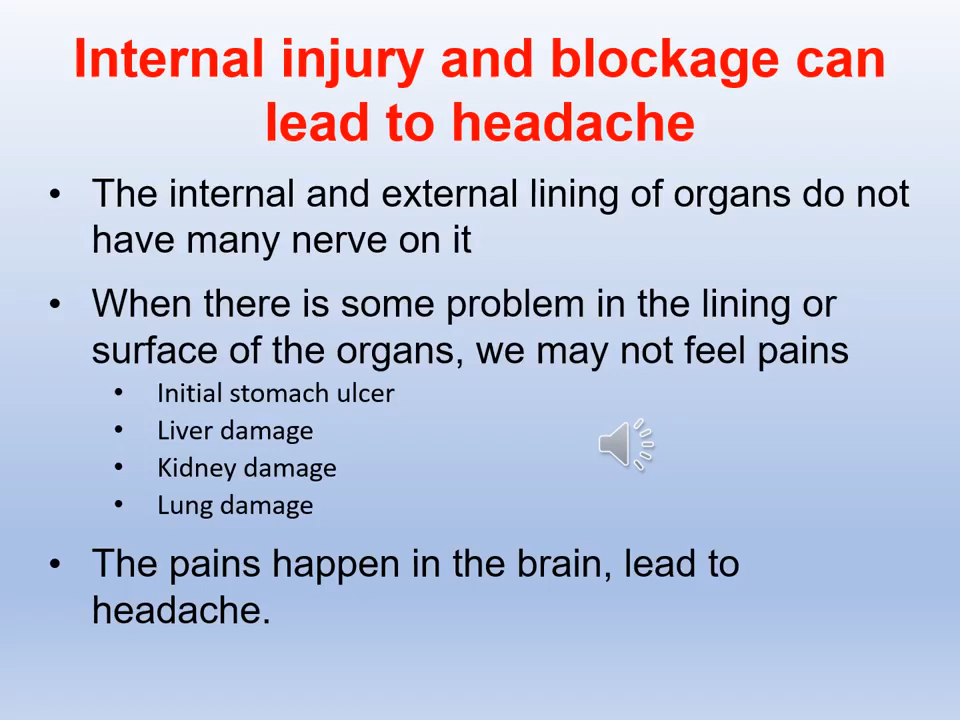 Internal injury and blockage can
lead to headache
• The internal and external lining of organs do not
have many nerve on it
• When there is some problem in the lining or
surface of the organs, we may not feel pains
• Initial stomach ulcer
• Liver damage
• Kidney damage
• Lung damage
• The pains happen in the brain, lead to
headache.